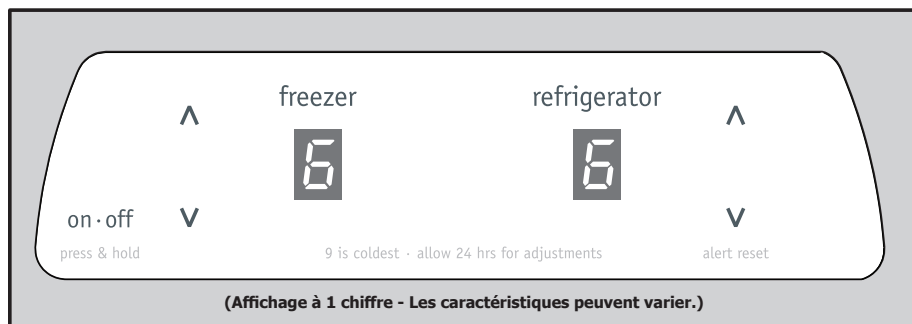 freezer refrigerator
6 6
on·off
press & hold 9 is coldest · allow 24 hrs for adjustments alert reset
(Affichage à 1 chiffre - Les caractéristiques peuvent varier.)